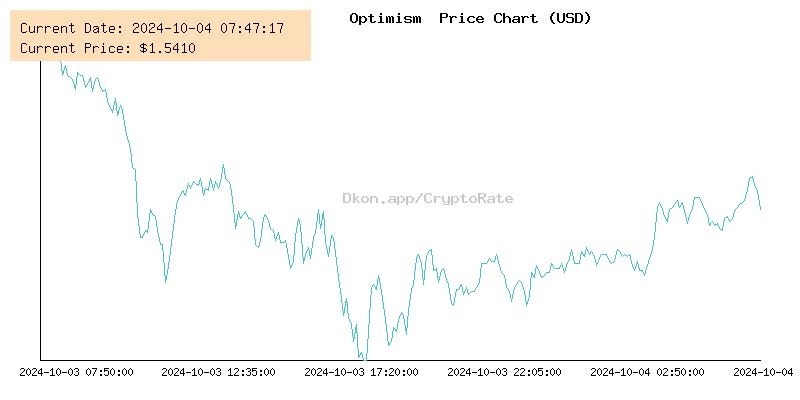 Optimism  Price Chart (USD)
Current Date: 2024-10-04 07:47:17
Current Price: $1.5410
Dkon.app/CryptoRate
2024-10-03 07:50:00 2024-10-03 12:35:00 2024-10-03 17:20:00 2024-10-03 22:05:00 2024-10-04 02:50:00 2024-10-04